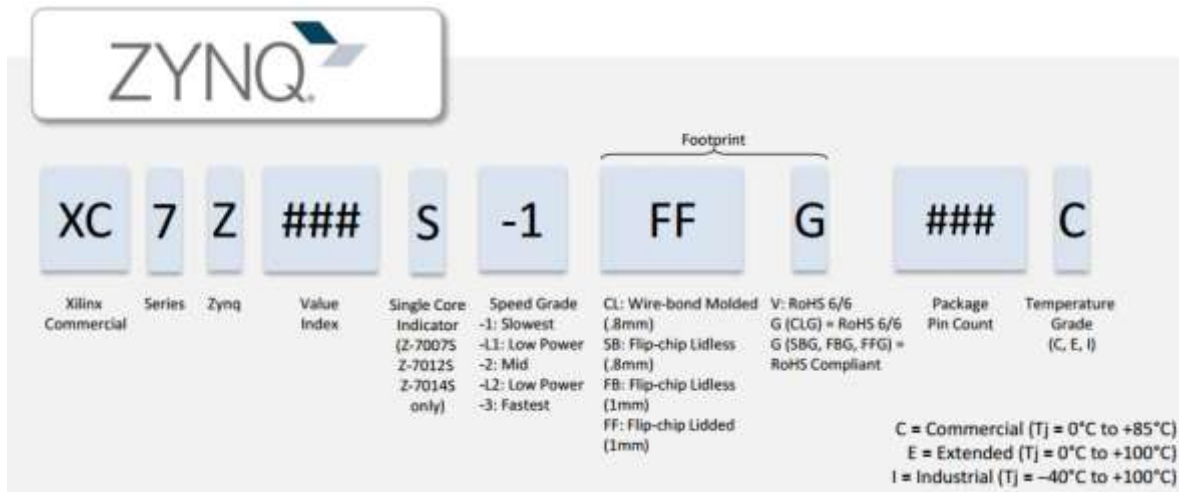 ZYNQ.
Footprint
XC 7 Z ### S -1 FF G ### C
Xilinx
Commercial
Series
Zynq
Value
Index
Single Core
Indicator
(Z-7007S
Z-7012S
Z-7014S
only)
Speed Grade
-1: Slowest
-L1: Low Power
-2: Mid
-L2: Low Power
-3: Fastest
CL: Wire-bond Molded
(.8mm)
SB: Flip-chip Lidless
(.8mm)
FB: Flip-chip Lidless
(1mm)
FF: Flip-chip Lidded
(1mm)
V: RoHS 6/6
G (CLG) = RoHS 6/6
G (SBG, FBG, FFG) =
RoHS Compliant
Package
Pin Count
Temperature
Grade
(C, E, I)
C = Commercial (Tj = 0°C to +85°C)
E = Extended (Tj = 0°C to +100°C)
I = Industrial (Tj = –40°C to +100°C)